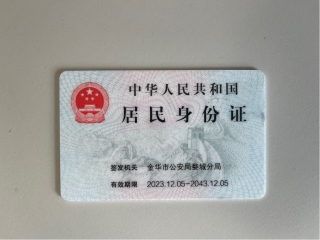 中华人民共和国
居民身份证
签发机关 金华市公安局婺城分局
有效期限 2023.12.05-2043.12.05